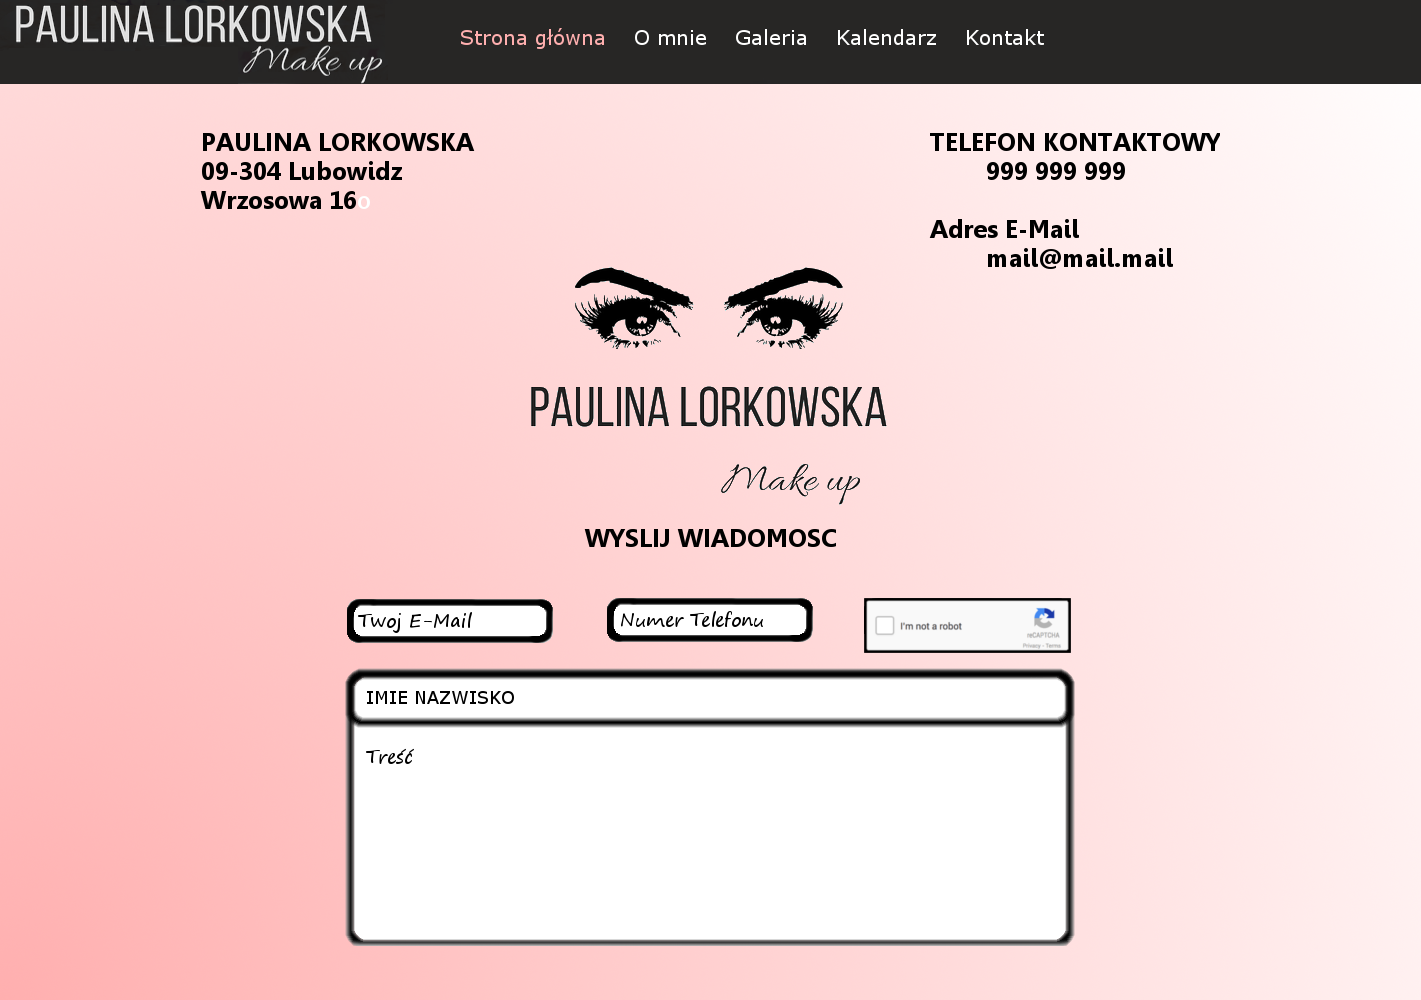 PAULINA LORKOWSKA
Make up
Strona główna O mnie Galeria Kalendarz Kontakt
PAULINA LORKOWSKA
09-304 Lubowidz
Wrzosowa 16o
TELEFON KONTAKTOWY
999 999 999
Adres E-Mail
mail@mail.mail
PAULINA LORKOWSKA
Make up
WYSLIJ WIADOMOSC
Twoj E-Mail
Numer Telefonu
I'm not a robot
reCAPTCHA
Privacy - Terms
IMIE NAZWISKO
Treść